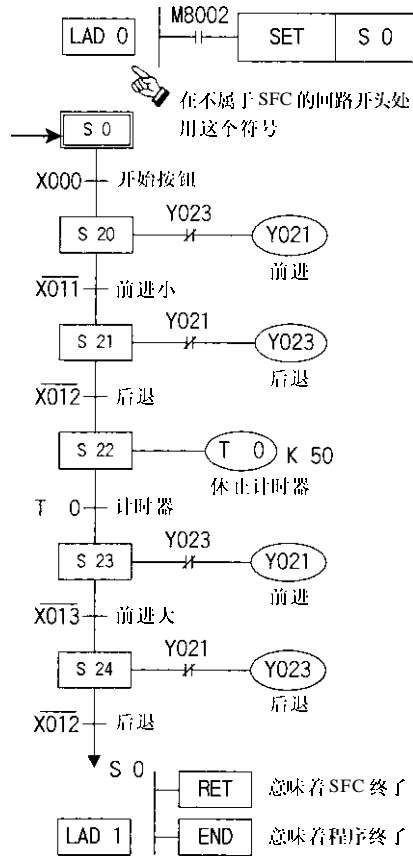 M8002
LAD 0
SET
S 0
在不属于SFC的回路开头处
用这个符号
S 0
X000
开始按钮
Y023
S 20
Y021
前进
X011
前进小
Y021
S 21
Y023
后退
X012
后退
S 22
T 0
K 50
休止计时器
T 0
计时器
Y023
S 23
Y021
前进
X013
前进大
Y021
S 24
Y023
后退
X012
后退
S 0
RET
意味着SFC终了
LAD 1
END
意味着程序终了